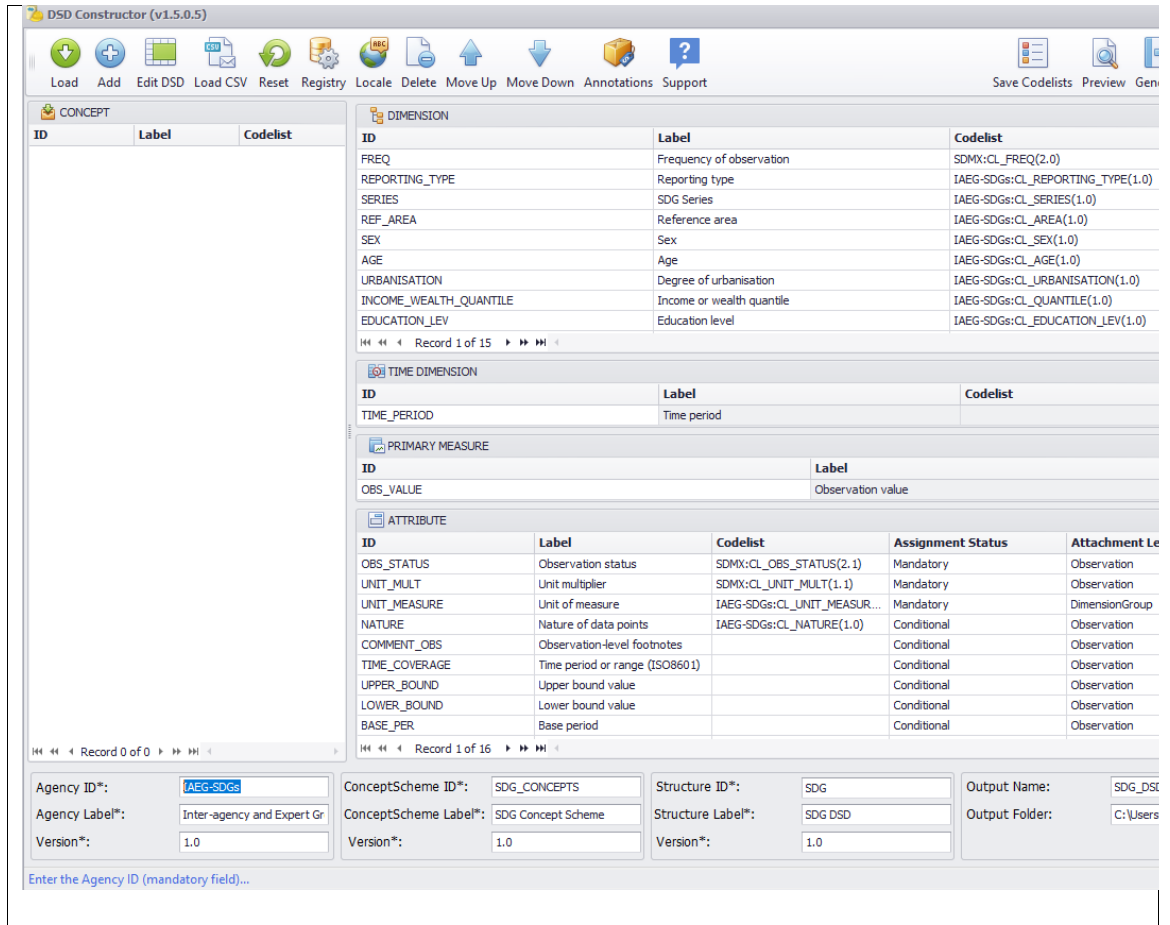 DSD Constructor (v1.5.0.5)
Load Add Edit DSD Load CSV Reset Registry Locale Delete Move Up Move Down Annotations Support Save Codelists Preview Gen
CONCEPT
ID Label Codelist
Record 0 of 0
DIMENSION
ID Label Codelist
FREQ Frequency of observation SDMX:CL_FREQ(2.0)
REPORTING_TYPE Reporting type IAEG-SDGs:CL_REPORTING_TYPE(1.0)
SERIES SDG Series IAEG-SDGs:CL_SERIES(1.0)
REF_AREA Reference area IAEG-SDGs:CL_AREA(1.0)
SEX Sex IAEG-SDGs:CL_SEX(1.0)
AGE Age IAEG-SDGs:CL_AGE(1.0)
URBANISATION Degree of urbanisation IAEG-SDGs:CL_URBANISATION(1.0)
INCOME_WEALTH_QUANTILE Income or wealth quantile IAEG-SDGs:CL_QUANTILE(1.0)
EDUCATION_LEV Education level IAEG-SDGs:CL_EDUCATION_LEV(1.0)
Record 1 of 15
TIME DIMENSION
ID Label Codelist
TIME_PERIOD Time period
PRIMARY MEASURE
ID Label
OBS_VALUE Observation value
ATTRIBUTE
ID Label Codelist Assignment Status Attachment Le
OBS_STATUS Observation status SDMX:CL_OBS_STATUS(2.1) Mandatory Observation
UNIT_MULT Unit multiplier SDMX:CL_UNIT_MULT(1.1) Mandatory Observation
UNIT_MEASURE Unit of measure IAEG-SDGs:CL_UNIT_MEASUR... Mandatory DimensionGroup
NATURE Nature of data points IAEG-SDGs:CL_NATURE(1.0) Conditional Observation
COMMENT_OBS Observation-level footnotes Conditional Observation
TIME_COVERAGE Time period or range (ISO8601) Conditional Observation
UPPER_BOUND Upper bound value Conditional Observation
LOWER_BOUND Lower bound value Conditional Observation
BASE_PER Base period Conditional Observation
Record 1 of 16
Agency ID*: IAEG-SDGs ConceptScheme ID*: SDG_CONCEPTS Structure ID*: SDG Output Name: SDG_DSD
Agency Label*: Inter-agency and Expert Gr ConceptScheme Label*: SDG Concept Scheme Structure Label*: SDG DSD Output Folder: C:\Users
Version*: 1.0 Version*: 1.0 Version*: 1.0
Enter the Agency ID (mandatory field)...